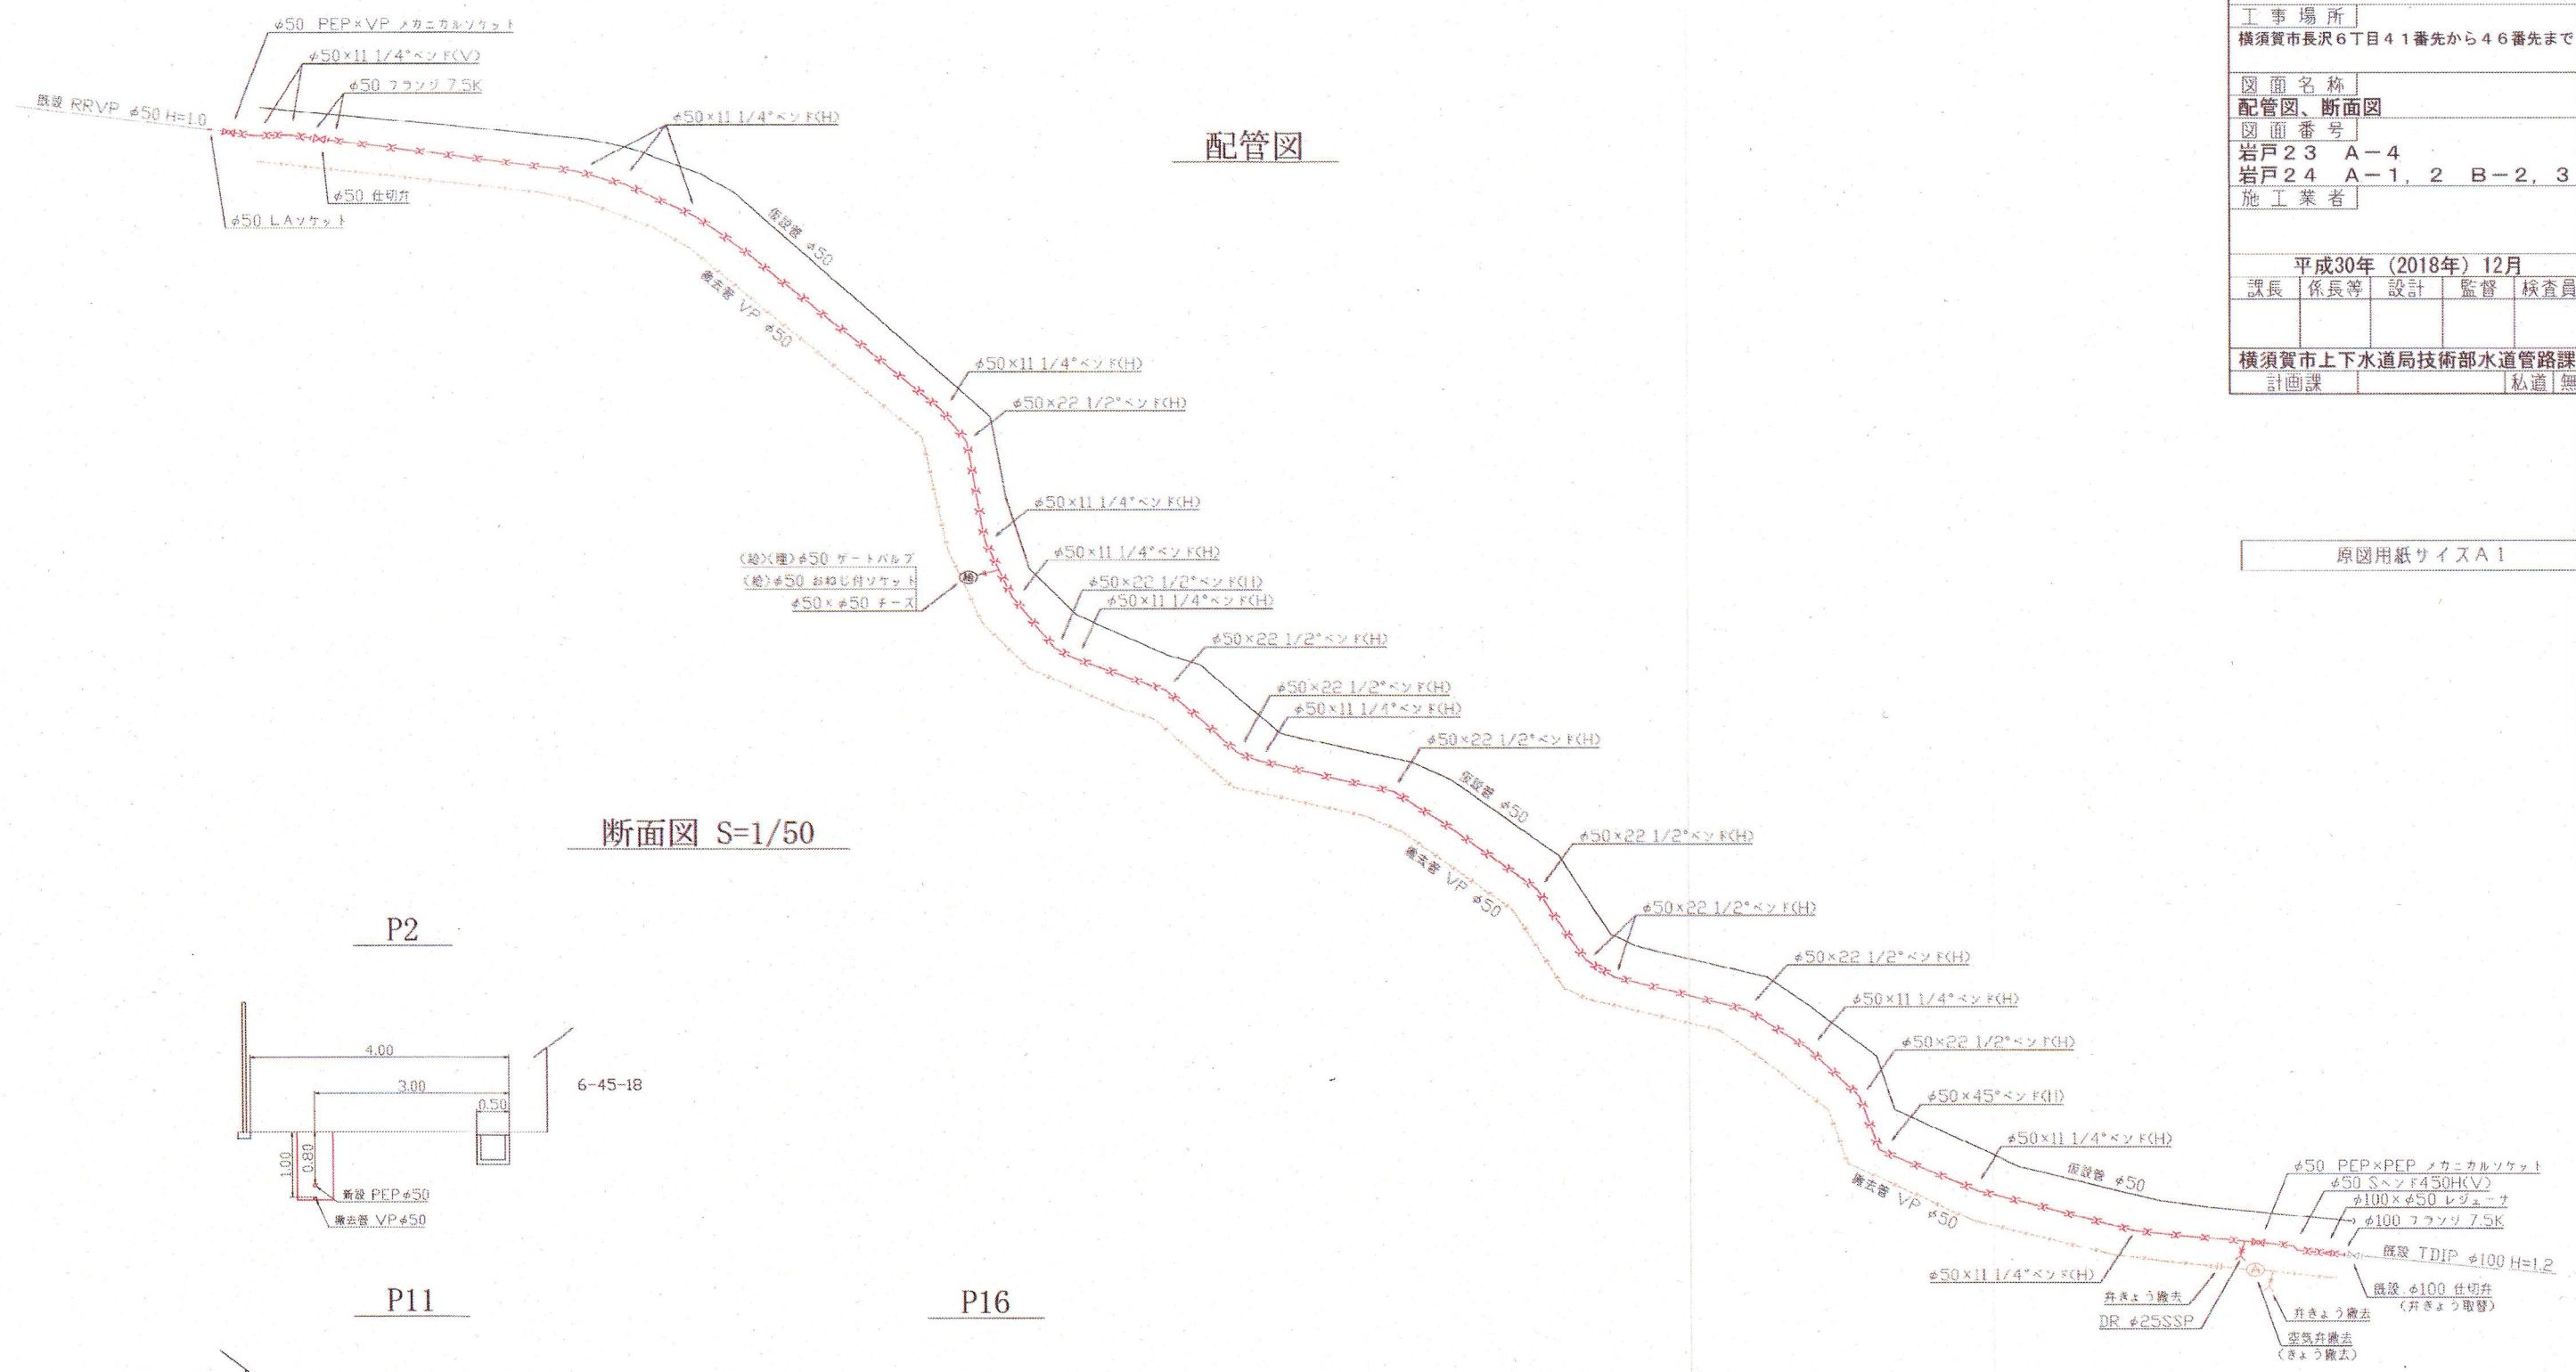 φ50 PEP×VP メカニカルソケット
φ50×11 1/4°ベンド(V)
φ50 フランジ 7.5K
既設 RRVP φ50 H=1.0
φ50×11 1/4°ベンド(H)
φ50 仕切弁
φ50 LAソケット
配管図
仮設管 φ50
撤去管 VP φ50
φ50×11 1/4°ベンド(H)
φ50×22 1/2°ベンド(H)
φ50×11 1/4°ベンド(H)
(給)φ50 ゲートバルブ
(給)φ50 おねじ付ソケット
φ50×φ50 チーズ
給
φ50×11 1/4°ベンド(H)
φ50×22 1/2°ベンド(H)
φ50×11 1/4°ベンド(H)
φ50×22 1/2°ベンド(H)
φ50×22 1/2°ベンド(H)
φ50×11 1/4°ベンド(H)
φ50×22 1/2°ベンド(H)
仮設管 φ50
撤去管 VP φ50
φ50×22 1/2°ベンド(H)
φ50×22 1/2°ベンド(H)
φ50×22 1/2°ベンド(H)
φ50×11 1/4°ベンド(H)
φ50×22 1/2°ベンド(H)
φ50×45°ベンド(H)
φ50×11 1/4°ベンド(H)
仮設管 φ50
撤去管 VP φ50
φ50 PEP×PEP メカニカルソケット
φ50 Sベンド450H(V)
φ100×φ50 レジューサ
φ100 フランジ 7.5K
既設 TDIP φ100 H=1.2
φ50×11 1/4°ベンド(H)
弁きょう撤去
DR φ25SSP
A
既設 φ100 仕切弁
(弁きょう取替)
弁きょう撤去
空気弁撤去
(きょう撤去)
断面図 S=1/50
P2
4.00
3.00
0.50
6-45-18
1.00
0.80
新設 PEPφ50
撤去管 VPφ50
P11
P16
工事場所
横須賀市長沢6丁目41番先から46番先まで
図面名称
配管図、断面図
図面番号
岩戸23 A-4
岩戸24 A-1, 2 B-2, 3
施工業者
平成30年 (2018年) 12月
課長 係長等 設計 監督 検査員
横須賀市上下水道局技術部水道管路課
計画課 私道 無
原図用紙サイズA1